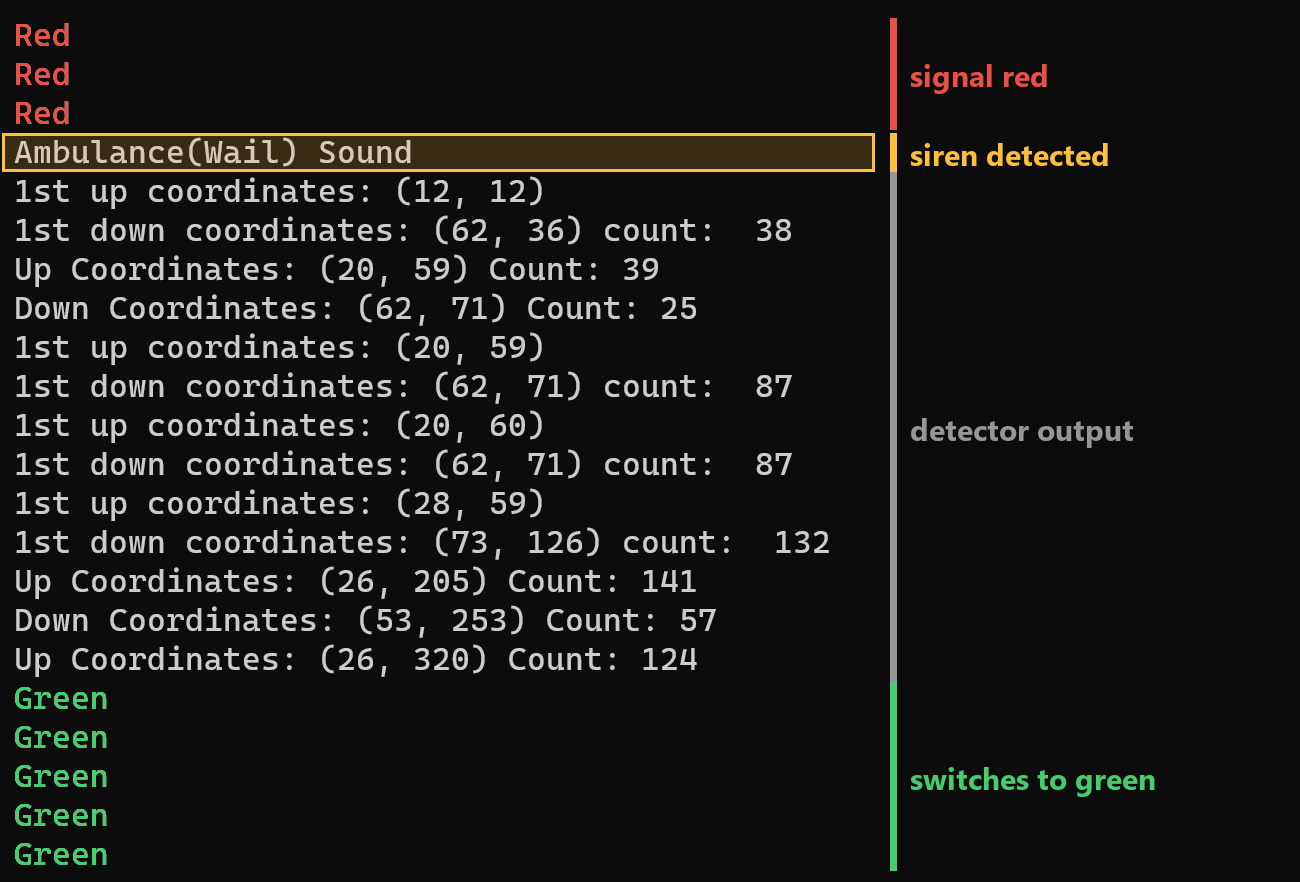 Red
Red
signal red
Red
Ambulance(Wail) Sound
siren detected
1st up coordinates: (12, 12)
1st down coordinates: (62, 36) count:  38
Up Coordinates: (20, 59) Count: 39
Down Coordinates: (62, 71) Count: 25
1st up coordinates: (20, 59)
1st down coordinates: (62, 71) count:  87
1st up coordinates: (20, 60)
detector output
1st down coordinates: (62, 71) count:  87
1st up coordinates: (28, 59)
1st down coordinates: (73, 126) count:  132
Up Coordinates: (26, 205) Count: 141
Down Coordinates: (53, 253) Count: 57
Up Coordinates: (26, 320) Count: 124
Green
Green
Green
switches to green
Green
Green